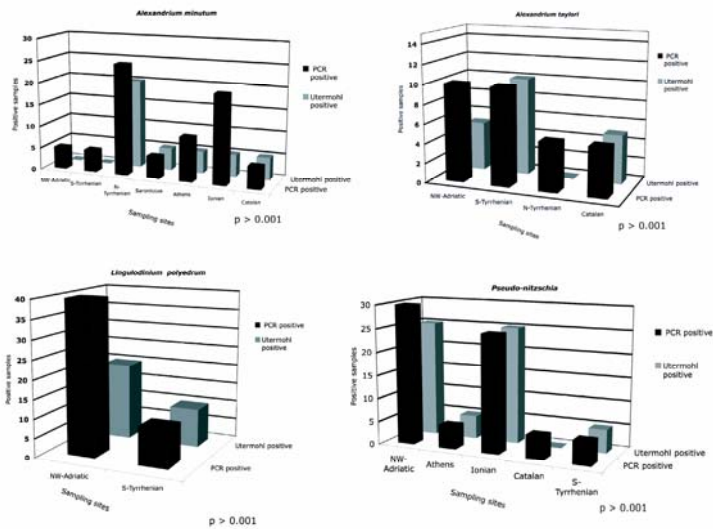 Alexandrium minutum
30
25
20
15
10
5
0
Positive samples
NW-Adriatic
S-Tyrrhenian
N-
Tyrrhenian
Saronicos
Athens
Ionian
Catalan
Sampling sites
PCR
positive
Utermohl
positive
Utermohl positive
PCR positive
p > 0.001
Alexandrium taylori
14
12
10
8
6
4
2
0
Positive samples
NW-Adriatic
S-Tyrrhenian
N-Tyrrhenian
Catalan
Sampling sites
PCR
positive
Utermohl
positive
Utermohl positive
PCR positive
p > 0.001
Lingulodinium polyedrum
40
35
30
25
20
15
10
5
0
Positive samples
NW-Adriatic
S-Tyrrhenian
Sampling sites
PCR positive
Utermohl
positive
Utermohl positive
PCR positive
p > 0.001
Pseudo-nitzschia
30
25
20
15
10
5
0
Positive samples
NW-
Adriatic
Athens
Ionian
Catalan
S-
Tyrrhenian
Sampling sites
PCR positive
Utermohl
positive
Utermohl positive
PCR positive
p > 0.001